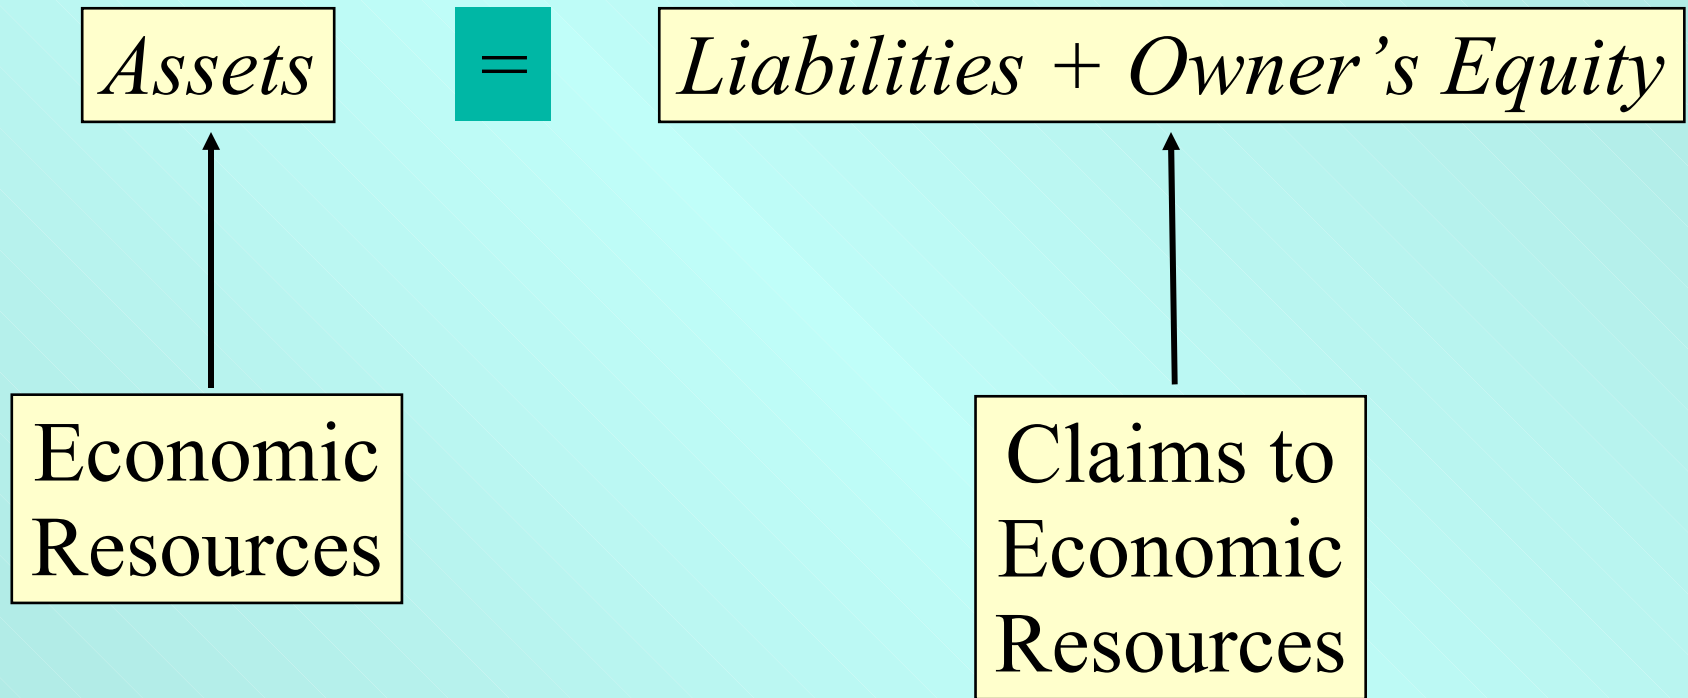 Assets = Liabilities + Owner’s Equity
Economic
Resources
Claims to
Economic
Resources